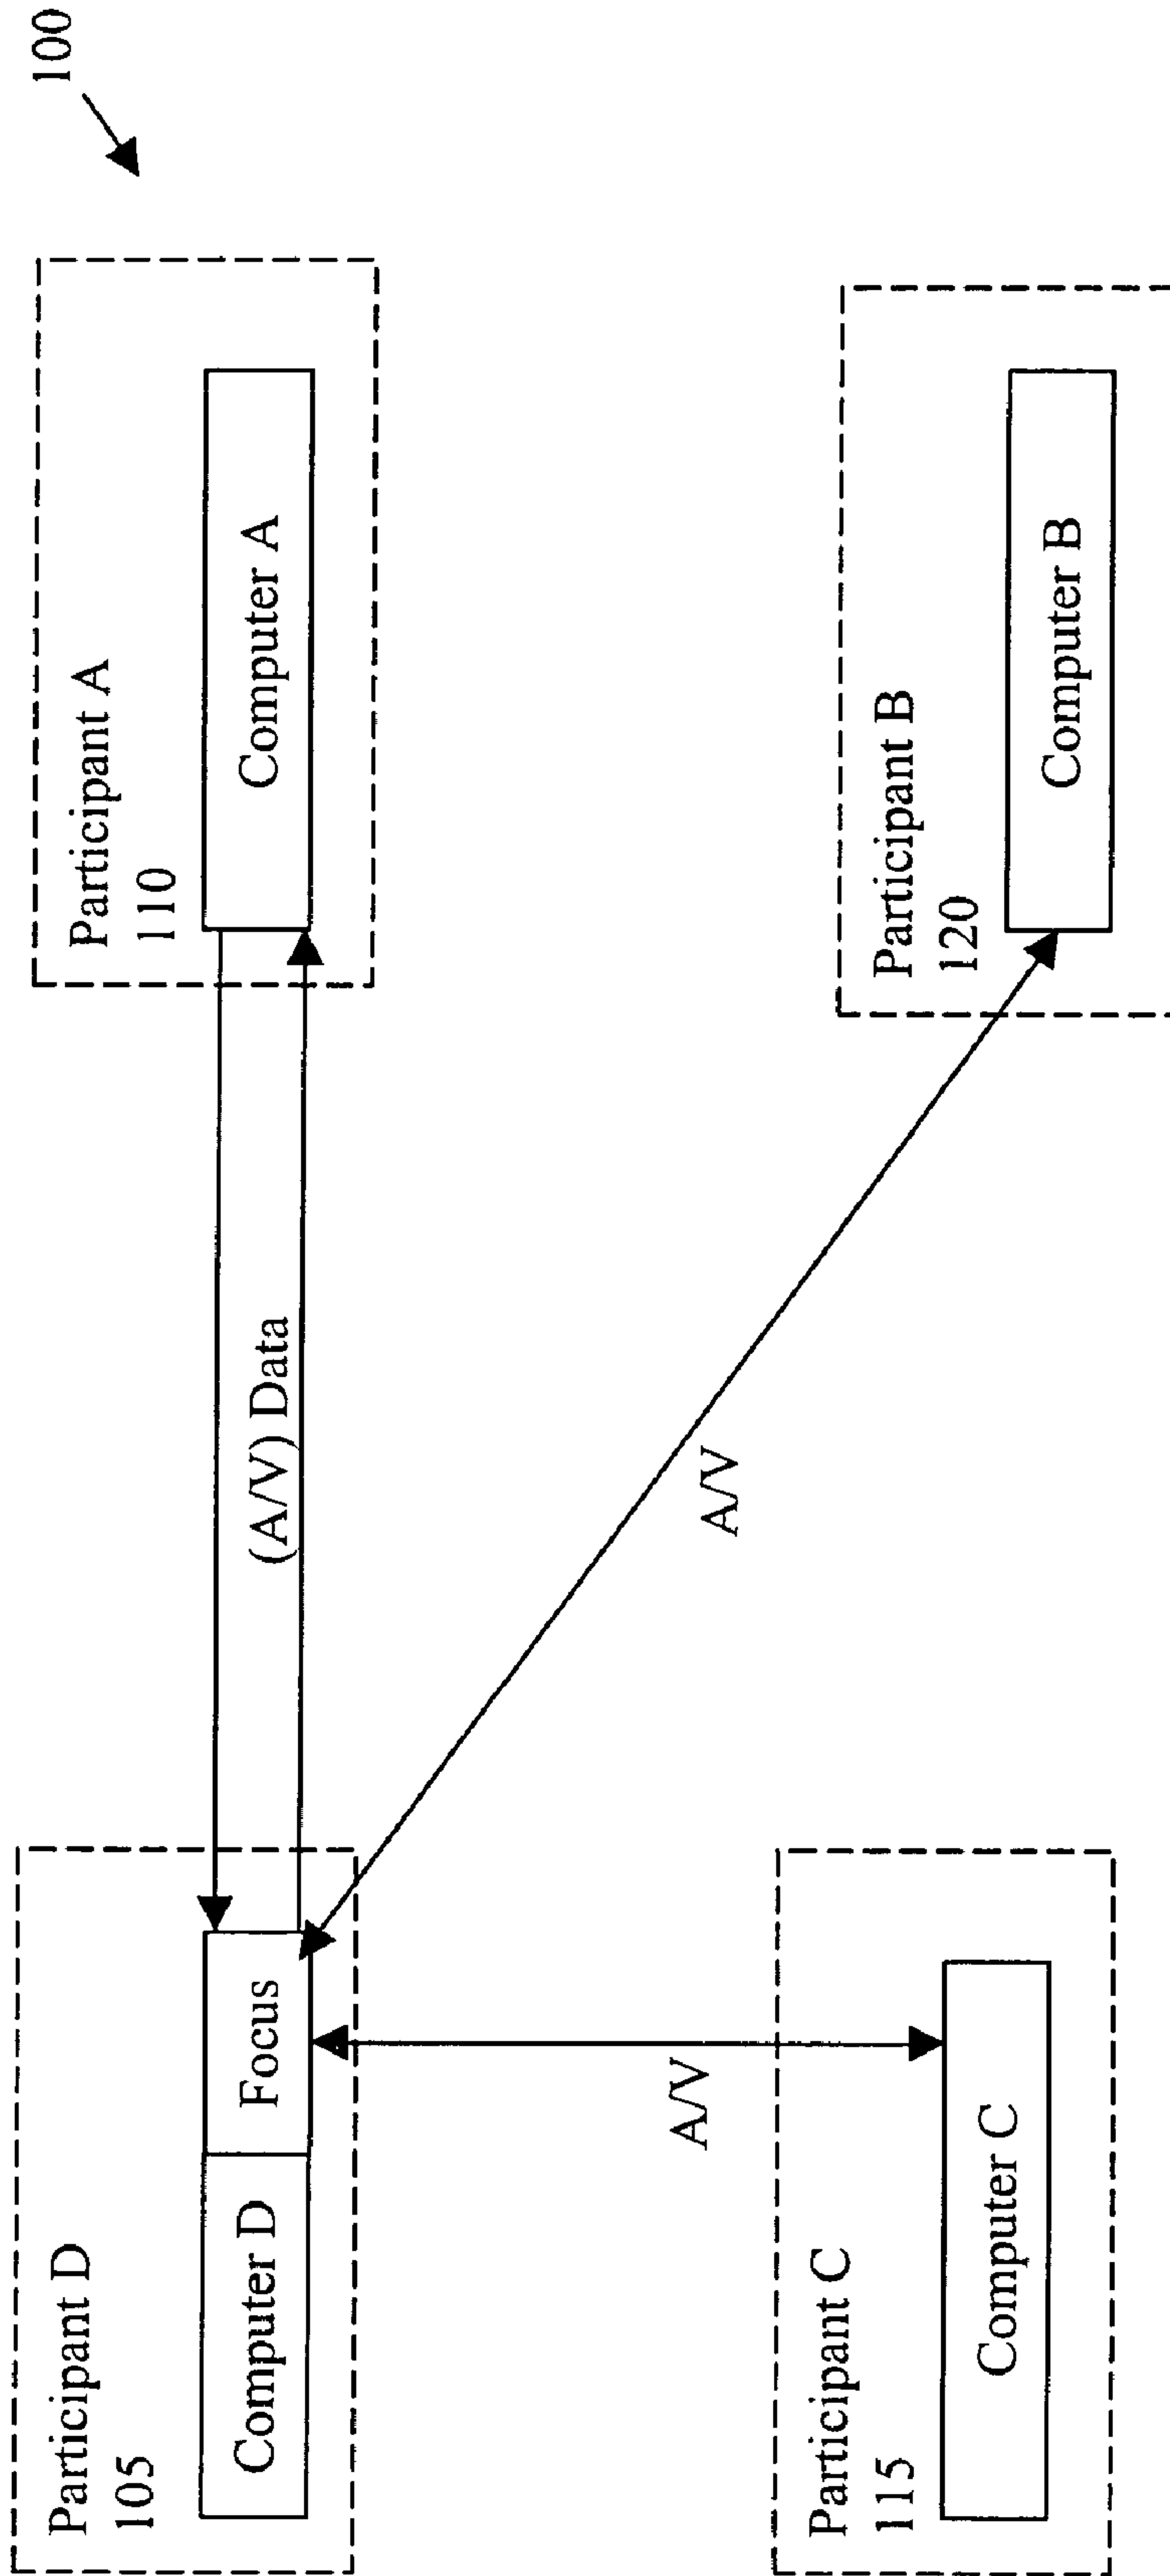 100
Participant D
105
Computer D
Focus
(A/V) Data
Participant A
110
Computer A
A/V
A/V
Participant C
115
Computer C
Participant B
120
Computer B